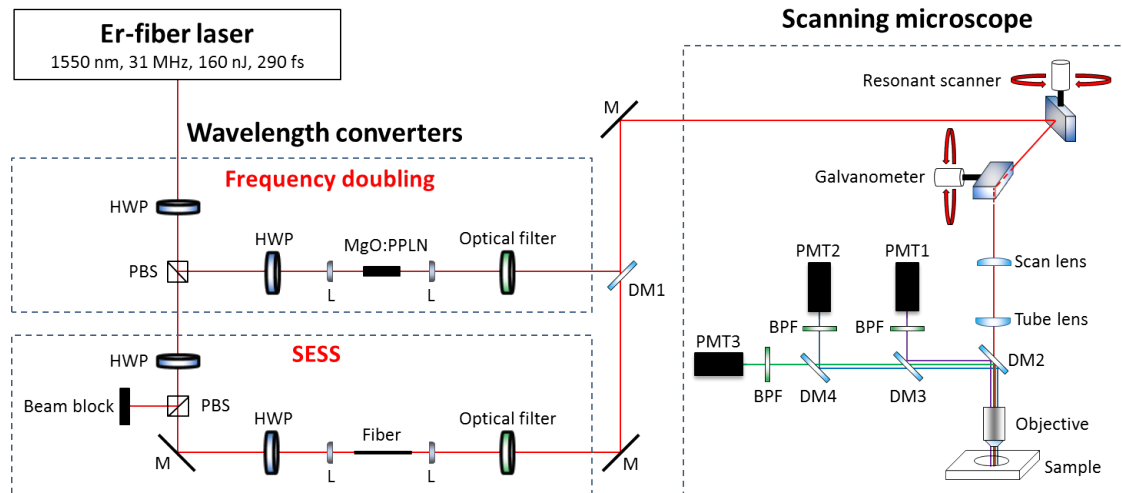 Er-fiber laser
1550 nm, 31 MHz, 160 nJ, 290 fs
Wavelength converters
Frequency doubling
HWP
PBS
HWP
L
MgO:PPLN
L
Optical filter
DM1
M
SESS
HWP
Beam block
PBS
M
HWP
L
Fiber
L
Optical filter
M
Scanning microscope
Resonant scanner
Galvanometer
Scan lens
Tube lens
PMT2
PMT1
BPF
BPF
PMT3
BPF
DM4
DM3
DM2
Objective
Sample